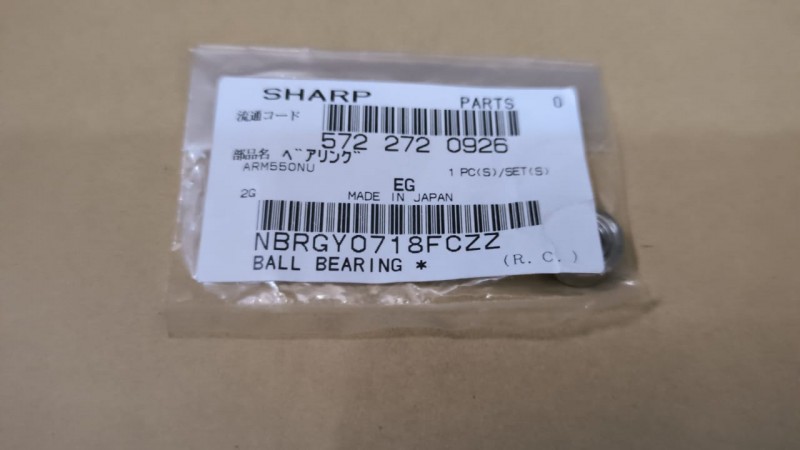 SHARP PARTS 0
流通コード
572 272 0926
部品名 ベアリング
ARM550NU 1 PC(S)/SET(S)
EG
2G MADE IN JAPAN
NBRGY0718FCZZ
BALL BEARING * (R. C. )